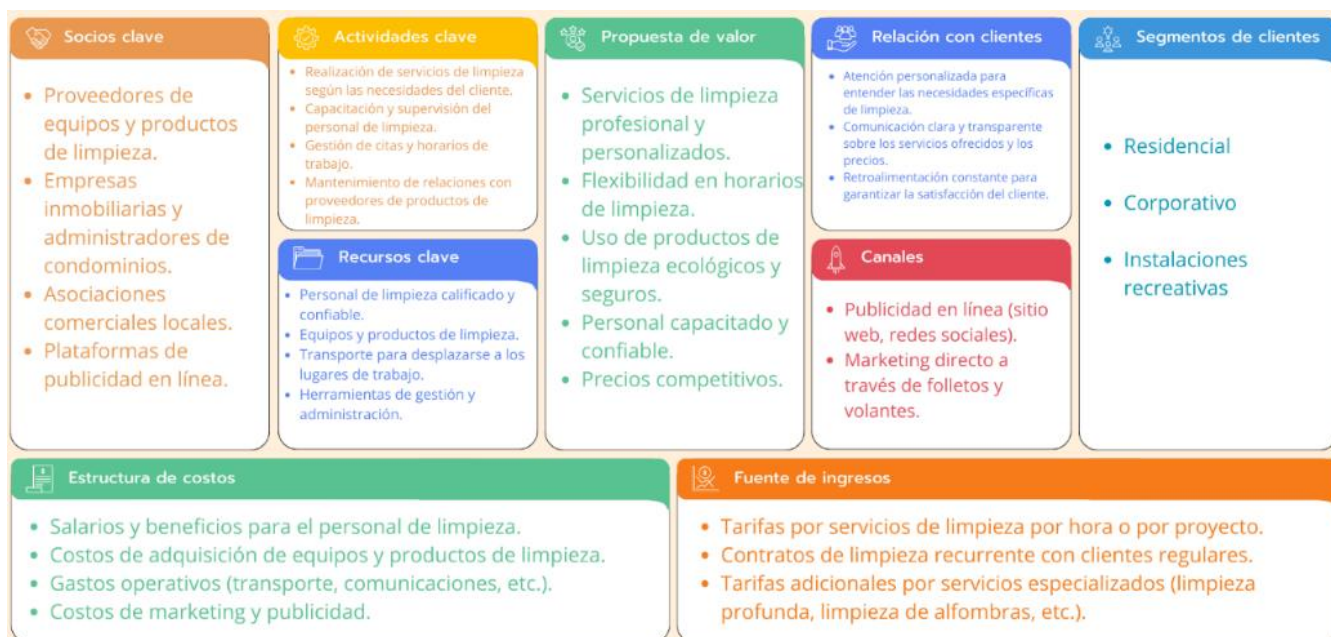 Socios clave
• Proveedores de
equipos y productos
de limpieza.
• Empresas
inmobiliarias y
administradores de
condominios.
• Asociaciones
comerciales locales.
• Plataformas de
publicidad en línea.
Actividades clave
• Realización de servicios de limpieza
según las necesidades del cliente.
• Capacitación y supervisión del
personal de limpieza.
• Gestión de citas y horarios de
trabajo.
• Mantenimiento de relaciones con
proveedores de productos de
limpieza.
Recursos clave
• Personal de limpieza calificado y
confiable.
• Equipos y productos de limpieza.
• Transporte para desplazarse a los
lugares de trabajo.
• Herramientas de gestión y
administración.
Propuesta de valor
• Servicios de limpieza
profesional y
personalizados.
• Flexibilidad en horarios
de limpieza.
• Uso de productos de
limpieza ecológicos y
seguros.
• Personal capacitado y
confiable.
• Precios competitivos.
Relación con clientes
• Atención personalizada para
entender las necesidades específicas
de limpieza.
• Comunicación clara y transparente
sobre los servicios ofrecidos y los
precios.
• Retroalimentación constante para
garantizar la satisfacción del cliente.
Canales
• Publicidad en línea (sitio
web, redes sociales).
• Marketing directo a
través de folletos y
volantes.
Segmentos de clientes
• Residencial
• Corporativo
• Instalaciones
recreativas
Estructura de costos
• Salarios y beneficios para el personal de limpieza.
• Costos de adquisición de equipos y productos de limpieza.
• Gastos operativos (transporte, comunicaciones, etc.).
• Costos de marketing y publicidad.
Fuente de ingresos
• Tarifas por servicios de limpieza por hora o por proyecto.
• Contratos de limpieza recurrente con clientes regulares.
• Tarifas adicionales por servicios especializados (limpieza
profunda, limpieza de alfombras, etc.).